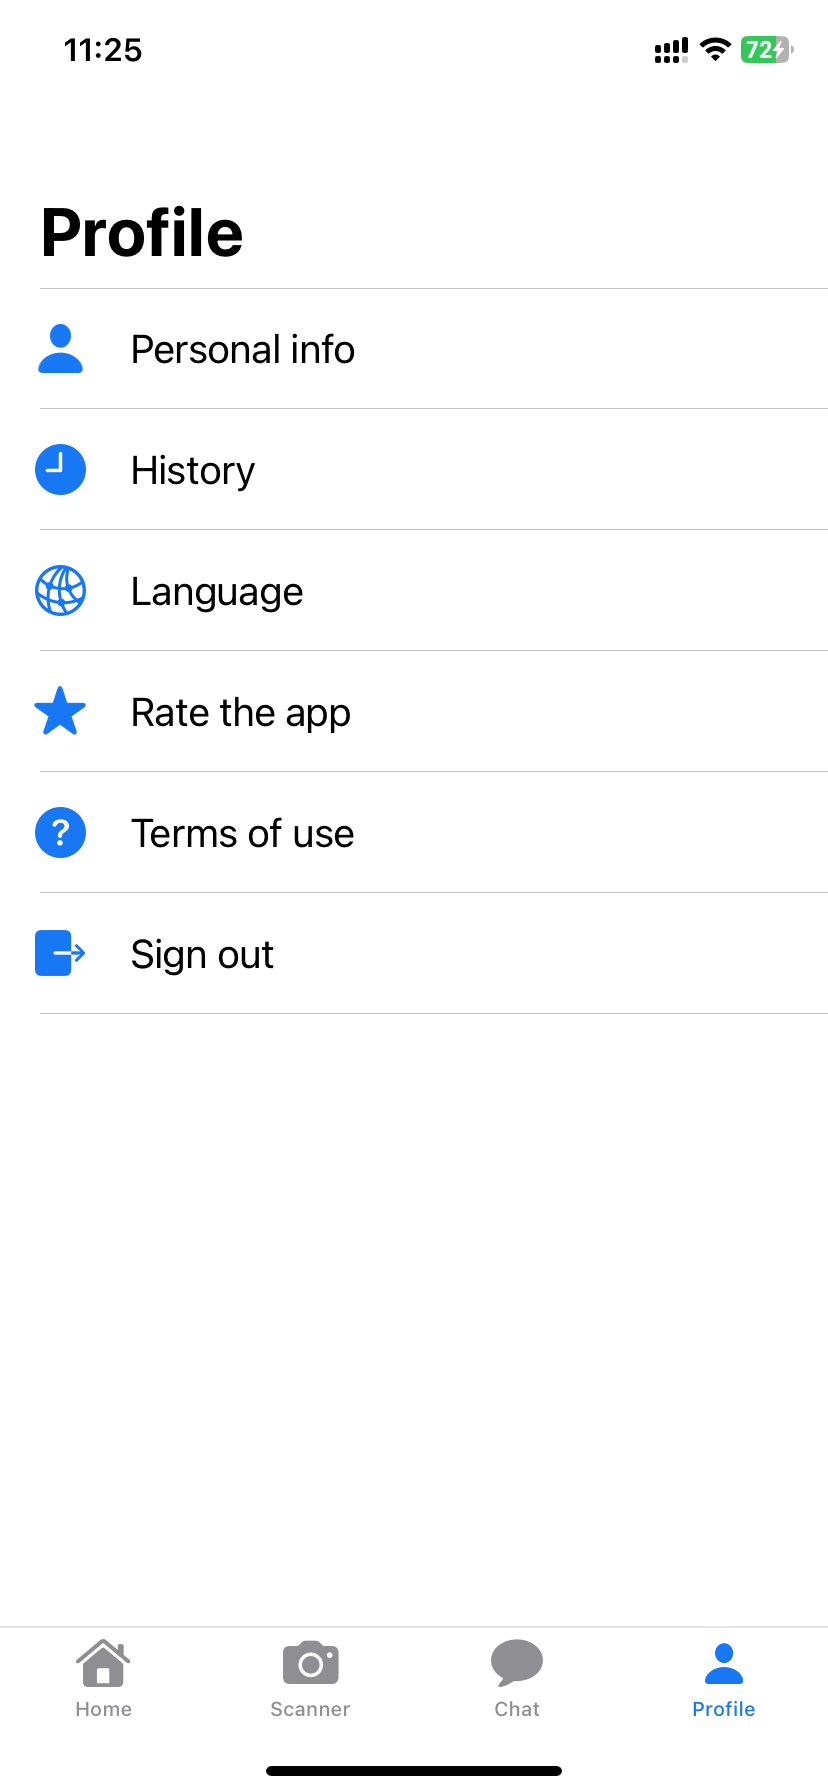 11:25
72
Profile
Personal info
History
Language
Rate the app
Terms of use
Sign out
Home
Scanner
Chat
Profile